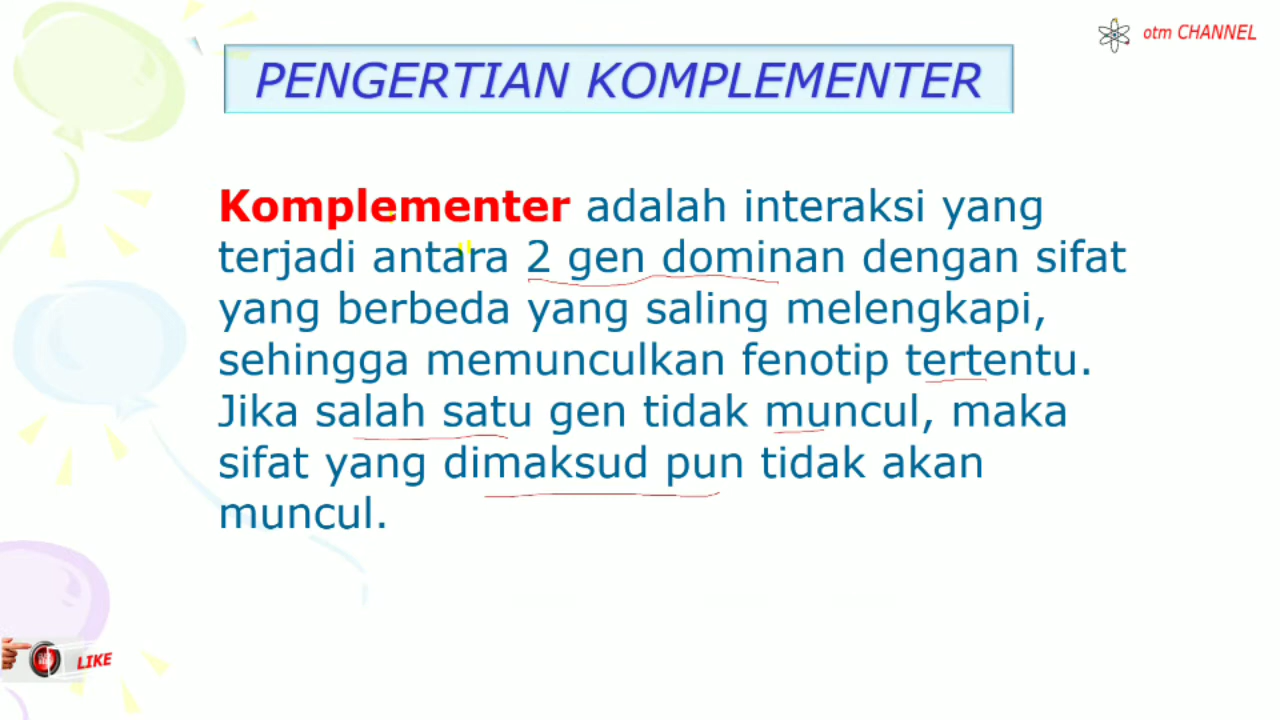 otm CHANNEL
PENGERTIAN KOMPLEMENTER
Komplementer adalah interaksi yang
terjadi antara 2 gen dominan dengan sifat
yang berbeda yang saling melengkapi,
sehingga memunculkan fenotip tertentu.
Jika salah satu gen tidak muncul, maka
sifat yang dimaksud pun tidak akan
muncul.
LIKE